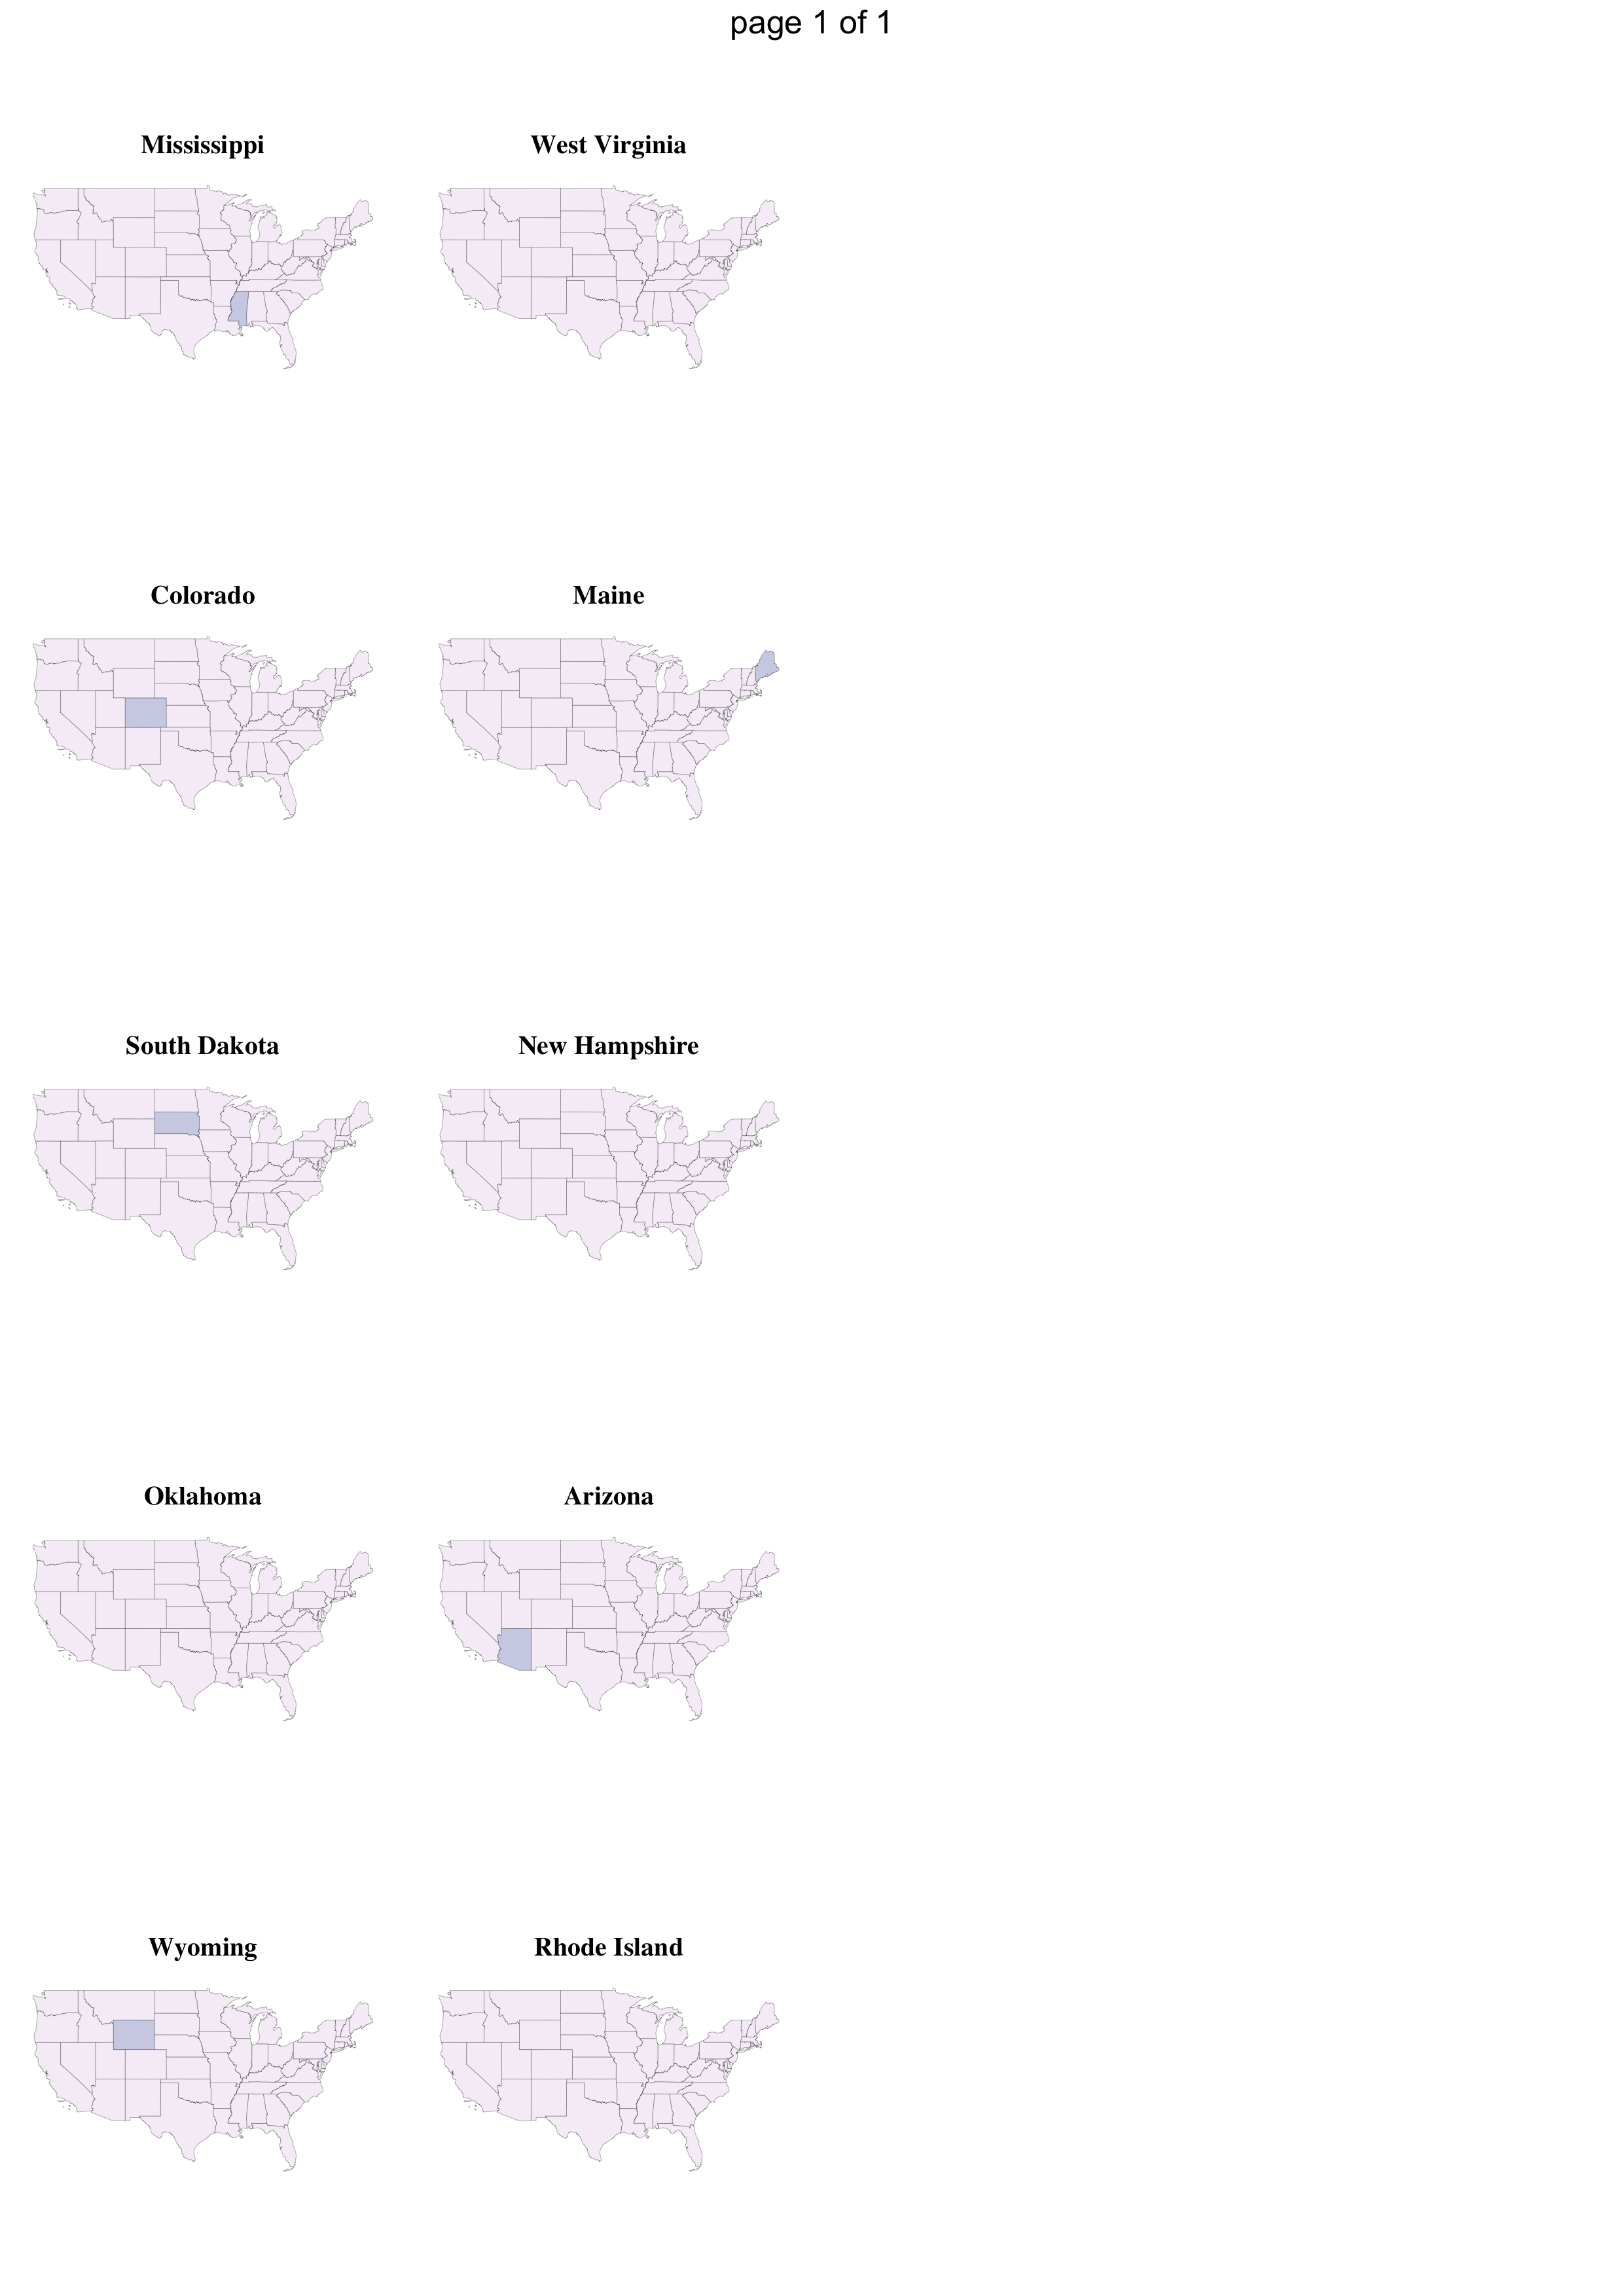 page 1 of 1
Mississippi
West Virginia
Colorado
Maine
South Dakota
New Hampshire
Oklahoma
Arizona
Wyoming
Rhode Island